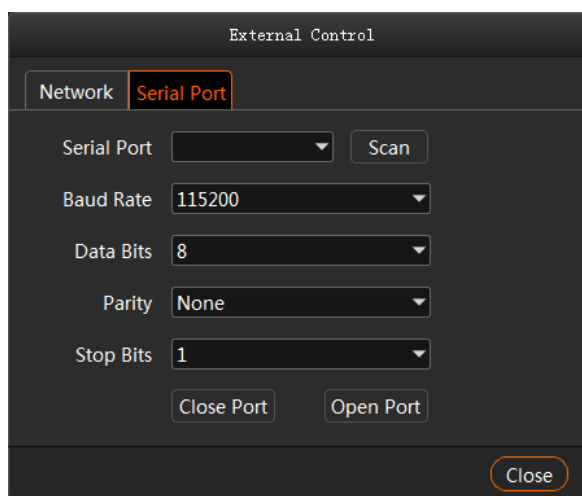 External Control
Network Serial Port
Serial Port Scan
Baud Rate 115200
Data Bits 8
Parity None
Stop Bits 1
Close Port Open Port
Close